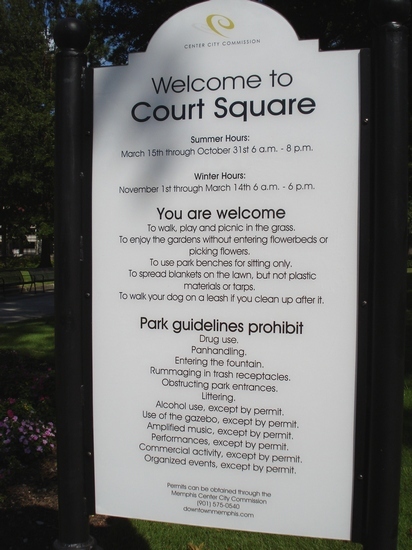 CENTER CITY COMMISSION
Welcome to
Court Square
Summer Hours:
March 15th through October 31st 6 a.m. - 8 p.m.
Winter Hours:
November 1st through March 14th 6 a.m. - 6 p.m.
You are welcome
To walk, play and picnic in the grass.
To enjoy the gardens without entering flowerbeds or
picking flowers.
To use park benches for sitting only.
To spread blankets on the lawn, but not plastic
materials or tarps.
To walk your dog on a leash if you clean up after it.
Park guidelines prohibit
Drug use.
Panhandling.
Entering the fountain.
Rummaging in trash receptacles.
Obstructing park entrances.
Littering.
Alcohol use, except by permit.
Use of the gazebo, except by permit.
Amplified music, except by permit.
Performances, except by permit.
Commercial activity, except by permit.
Organized events, except by permit.
Permits can be obtained through the
Memphis Center City Commission
(901) 575-0540
downtownmemphis.com